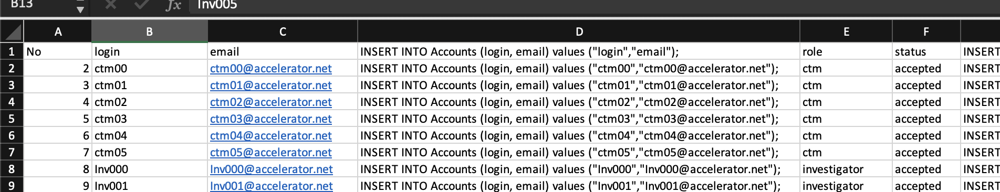 B13 fx Inv005
A B C D E F
1 No login email INSERT INTO Accounts (login, email) values ("login","email"); role status INSERT
2 2 ctm00 ctm00@accelerator.net INSERT INTO Accounts (login, email) values ("ctm00","ctm00@accelerator.net"); ctm accepted INSERT
3 3 ctm01 ctm01@accelerator.net INSERT INTO Accounts (login, email) values ("ctm01","ctm01@accelerator.net"); ctm accepted INSERT
4 4 ctm02 ctm02@accelerator.net INSERT INTO Accounts (login, email) values ("ctm02","ctm02@accelerator.net"); ctm accepted INSERT
5 5 ctm03 ctm03@accelerator.net INSERT INTO Accounts (login, email) values ("ctm03","ctm03@accelerator.net"); ctm accepted INSERT
6 6 ctm04 ctm04@accelerator.net INSERT INTO Accounts (login, email) values ("ctm04","ctm04@accelerator.net"); ctm accepted INSERT
7 7 ctm05 ctm05@accelerator.net INSERT INTO Accounts (login, email) values ("ctm05","ctm05@accelerator.net"); ctm accepted INSERT
8 8 Inv000 Inv000@accelerator.net INSERT INTO Accounts (login, email) values ("Inv000","Inv000@accelerator.net"); investigator accepted INSERT
9 9 Inv001 Inv001@accelerator.net INSERT INTO Accounts (login, email) values ("Inv001","Inv001@accelerator.net"); investigator accepted INSERT